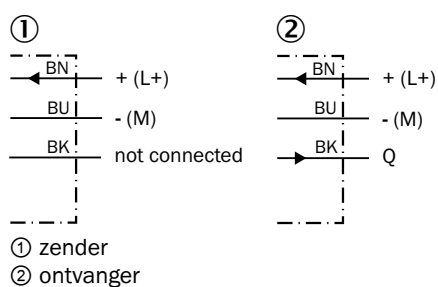 ①
BN + (L+)
BU - (M)
BK not connected
②
BN + (L+)
BU - (M)
BK Q
① zender
② ontvanger